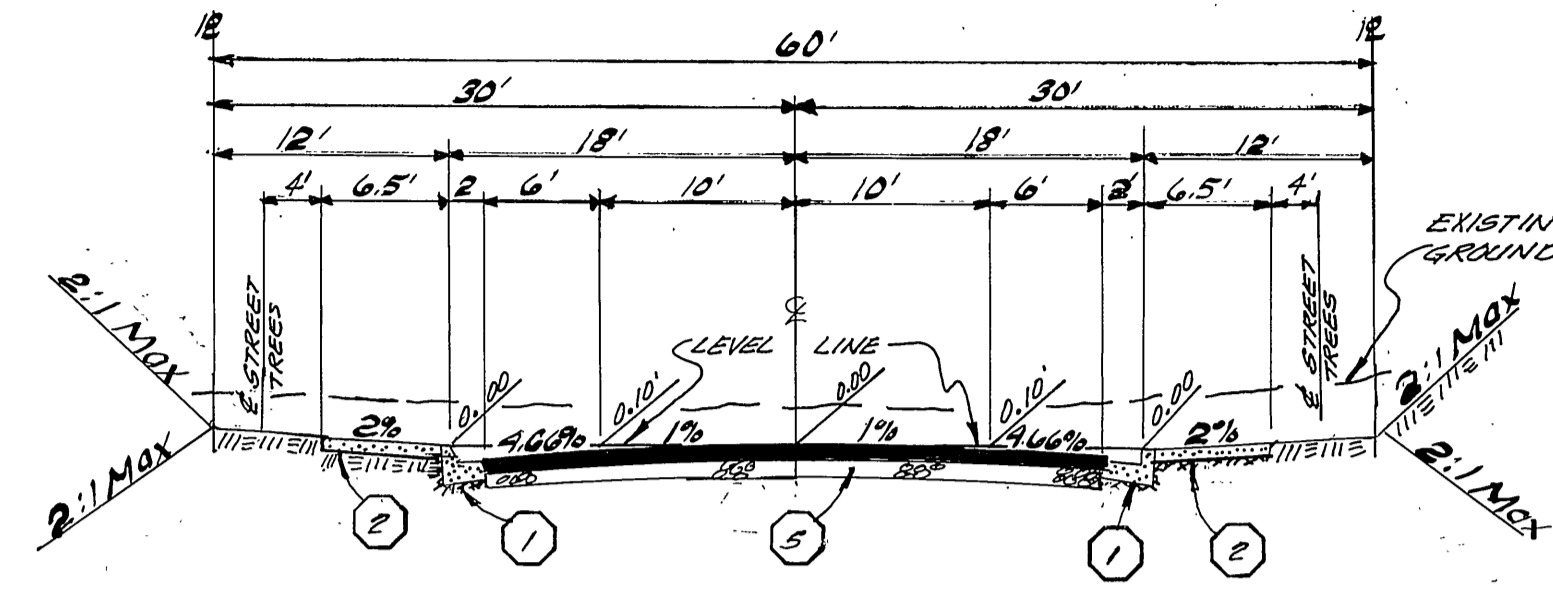 60'
30' 30'
12' 18' 18' 12'
4' 6.5' 2 6' 10' 10' 6' 2' 6.5' 4'
EXISTIN
GROUND
2:1 MAX
STREET
TREES
STREET
TREES
2:1 MAX
LEVEL LINE
0.00 0.10' 0.00 0.10' 0.00
2% 4.66% 1% 1% 4.66% 2%
2:1 MAX
2:1 MAX
2 1 5 1 2